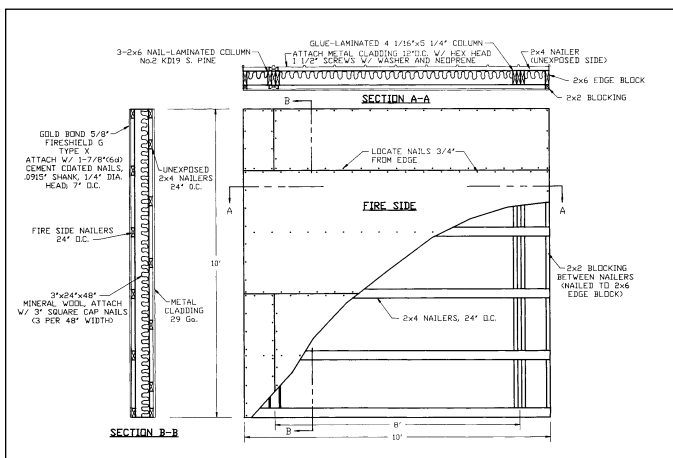 3-2x6 NAIL-LAMINATED COLUMN
No.2 KD19 S. PINE
GLUE-LAMINATED 4 1/16"x5 1/4" COLUMN
ATTACH METAL CLADDING 12"O.C. W/ HEX HEAD
1 1/2" SCREWS W/ WASHER AND NEOPRENE
2x4 NAILER
(UNEXPOSED SIDE)
2x6 EDGE BLOCK
2x2 BLOCKING
SECTION A-A
B
GOLD BOND 5/8"
FIRESHIELD G
TYPE X
ATTACH W/ 1-7/8"(6d)
CEMENT COATED NAILS,
.0915" SHANK, 1/4" DIA.
HEAD; 7" O.C.
UNEXPOSED
2x4 NAILERS
24" O.C.
LOCATE NAILS 3/4"
FROM EDGE
A
A
FIRE SIDE
FIRE SIDE NAILERS
24" O.C.
10'
2x2 BLOCKING
BETWEEN NAILERS
(NAILED TO 2x6
EDGE BLOCK)
3"x24"x48"
MINERAL WOOL, ATTACH
W/ 3" SQUARE CAP NAILS
(3 PER 48" WIDTH)
METAL
CLADDING
29 Ga.
2x4 NAILERS, 24" O.C.
SECTION B-B
B
8'
10'